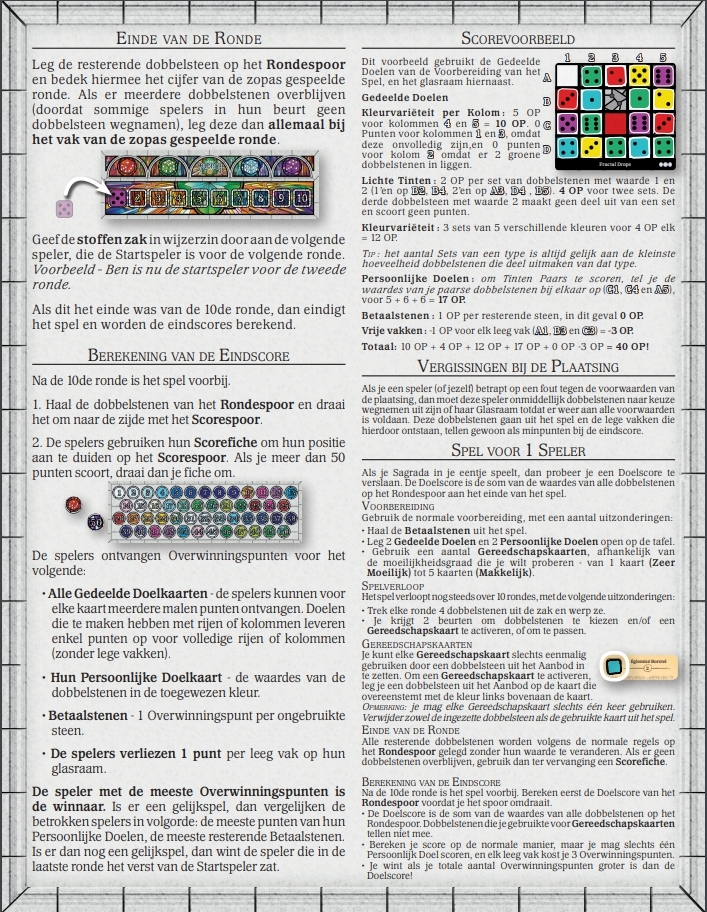 Einde van de Ronde
Leg de resterende dobbelsteen op het Rondespoor
en bedek hiermee het cijfer van de zopas gespeelde
ronde. Als er meerdere dobbelstenen overblijven
(doordat sommige spelers in hun beurt geen
dobbelsteen wegnamen), leg deze dan allemaal bij
het vak van de zopas gespeelde ronde.
2 3 4 5 6 7 8 9 10
Geef de stoffen zak in wijzerzin door aan de volgende
speler, die de Startspeler is voor de volgende ronde.
Voorbeeld - Ben is nu de startspeler voor de tweede
ronde.
Als dit het einde was van de 10de ronde, dan eindigt
het spel en worden de eindscores berekend.
Berekening van de Eindscore
Na de 10de ronde is het spel voorbij.
1. Haal de dobbelstenen van het Rondespoor en draai
het om naar de zijde met het Scorespoor.
2. De spelers gebruiken hun Scorefiche om hun positie
aan te duiden op het Scorespoor. Als je meer dan 50
punten scoort, draai dan je fiche om.
De spelers ontvangen Overwinningspunten voor het
volgende:
• Alle Gedeelde Doelkaarten - de spelers kunnen voor
elke kaart meerdere malen punten ontvangen. Doelen
die te maken hebben met rijen of kolommen leveren
enkel punten op voor volledige rijen of kolommen
(zonder lege vakken).
• Hun Persoonlijke Doelkaart - de waardes van de
dobbelstenen in de toegewezen kleur.
• Betaalstenen - 1 Overwinningspunt per ongebruikte
steen.
• De spelers verliezen 1 punt per leeg vak op hun
glasraam.
De speler met de meeste Overwinningspunten is
de winnaar. Is er een gelijkspel, dan vergelijken de
betrokken spelers in volgorde: de meeste punten van hun
Persoonlijke Doelen, de meeste resterende Betaalstenen.
Is er dan nog een gelijkspel, dan wint de speler die in de
laatste ronde het verst van de Startspeler zat.
Scorevoorbeeld
Dit voorbeeld gebruikt de Gedeelde
Doelen van de Voorbereiding van het
Spel, en het glasraam hiernaast.
Gedeelde Doelen
Kleurvariëteit per Kolom: 5 OP
voor kolommen 4 en 5 = 10 OP. 0
Punten voor kolommen 1 en 3, omdat
deze onvolledig zijn,en 0 punten
voor kolom 2 omdat er 2 groene
dobbelstenen in liggen.
1 2 3 4 5
A
B
C
D
Fractal Drops
Lichte Tinten: 2 OP per set van dobbelstenen met waarde 1 en
2 (1'en op B2, B4, 2'en op A3, D4, B5). 4 OP voor twee sets. De
derde dobbelsteen met waarde 2 maakt geen deel uit van een set
en scoort geen punten.
Kleurvariëteit : 3 sets van 5 verschillende kleuren voor 4 OP elk
= 12 OP.
Tip: het aantal Sets van een type is altijd gelijk aan de kleinste
hoeveelheid dobbelstenen die deel uitmaken van dat type.
Persoonlijke Doelen : om Tinten Paars te scoren, tel je de
waardes van je paarse dobbelstenen bij elkaar op (C1, C4 en A5),
voor 5 + 6 + 6 = 17 OP.
Betaalstenen : 1 OP per resterende steen, in dit geval 0 OP.
Vrije vakken: -1 OP voor elk leeg vak (A1, B3 en C3) = -3 OP.
Totaal: 10 OP + 4 OP + 12 OP + 17 OP + 0 OP -3 OP = 40 OP!
Vergissingen bij de Plaatsing
Als je een speler (of jezelf) betrapt op een fout tegen de voorwaarden van
de plaatsing, dan moet deze speler onmiddellijk dobbelstenen naar keuze
wegnemen uit zijn of haar Glasraam totdat er weer aan alle voorwaarden
is voldaan. Deze dobbelstenen gaan uit het spel en de lege vakken die
hierdoor ontstaan, tellen gewoon als minpunten bij de eindscore.
Spel voor 1 Speler
Als je Sagrada in je eentje speelt, dan probeer je een Doelscore te
verslaan. De Doelscore is de som van de waardes van alle dobbelstenen
op het Rondespoor aan het einde van het spel.
Voorbereiding
Gebruik de normale voorbereiding, met een aantal uitzonderingen:
• Haal de Betaalstenen uit het spel.
• Leg 2 Gedeelde Doelen en 2 Persoonlijke Doelen open op de tafel.
• Gebruik een aantal Gereedschapskaarten, afhankelijk van
de moeilijkheidsgraad die je wilt proberen - van 1 kaart (Zeer
Moeilijk) tot 5 kaarten (Makkelijk).
Spelverloop
Het spel verloopt nog steeds over 10 rondes, met de volgende uitzonderingen:
• Trek elke ronde 4 dobbelstenen uit de zak en werp ze.
• Je krijgt 2 beurten om dobbelstenen te kiezen en/of een
Gereedschapskaart te activeren, of om te passen.
Gereedschapskaarten
Je kunt elke Gereedschapskaart slechts eenmalig
gebruiken door een dobbelsteen uit het Aanbod in
te zetten. Om een Gereedschapskaart te activeren,
leg je een dobbelsteen uit het Aanbod op de kaart die
overeenstemt met de kleur links bovenaan de kaart.
Opmerking: je mag elke Gereedschapskaart slechts één keer gebruiken.
Verwijder zowel de ingezette dobbelsteen als de gebruikte kaart uit het spel.
Einde van de Ronde
Alle resterende dobbelstenen worden volgens de normale regels op
het Rondespoor gelegd zonder hun waarde te veranderen. Als er geen
dobbelstenen overblijven, gebruik dan ter vervanging een Scorefiche.
Berekening van de Eindscore
Na de 10de ronde is het spel voorbij. Bereken eerst de Doelscore van het
Rondespoor voordat je het spoor omdraait.
• De Doelscore is de som van de waardes van alle dobbelstenen op het
Rondespoor. Dobbelstenen die je gebruikte voor Gereedschapskaarten
tellen niet mee.
• Bereken je score op de normale manier, maar je mag slechts één
Persoonlijk Doel scoren, en elk leeg vak kost je 3 Overwinningspunten.
• Je wint als je totale aantal Overwinningspunten groter is dan de
Doelscore!